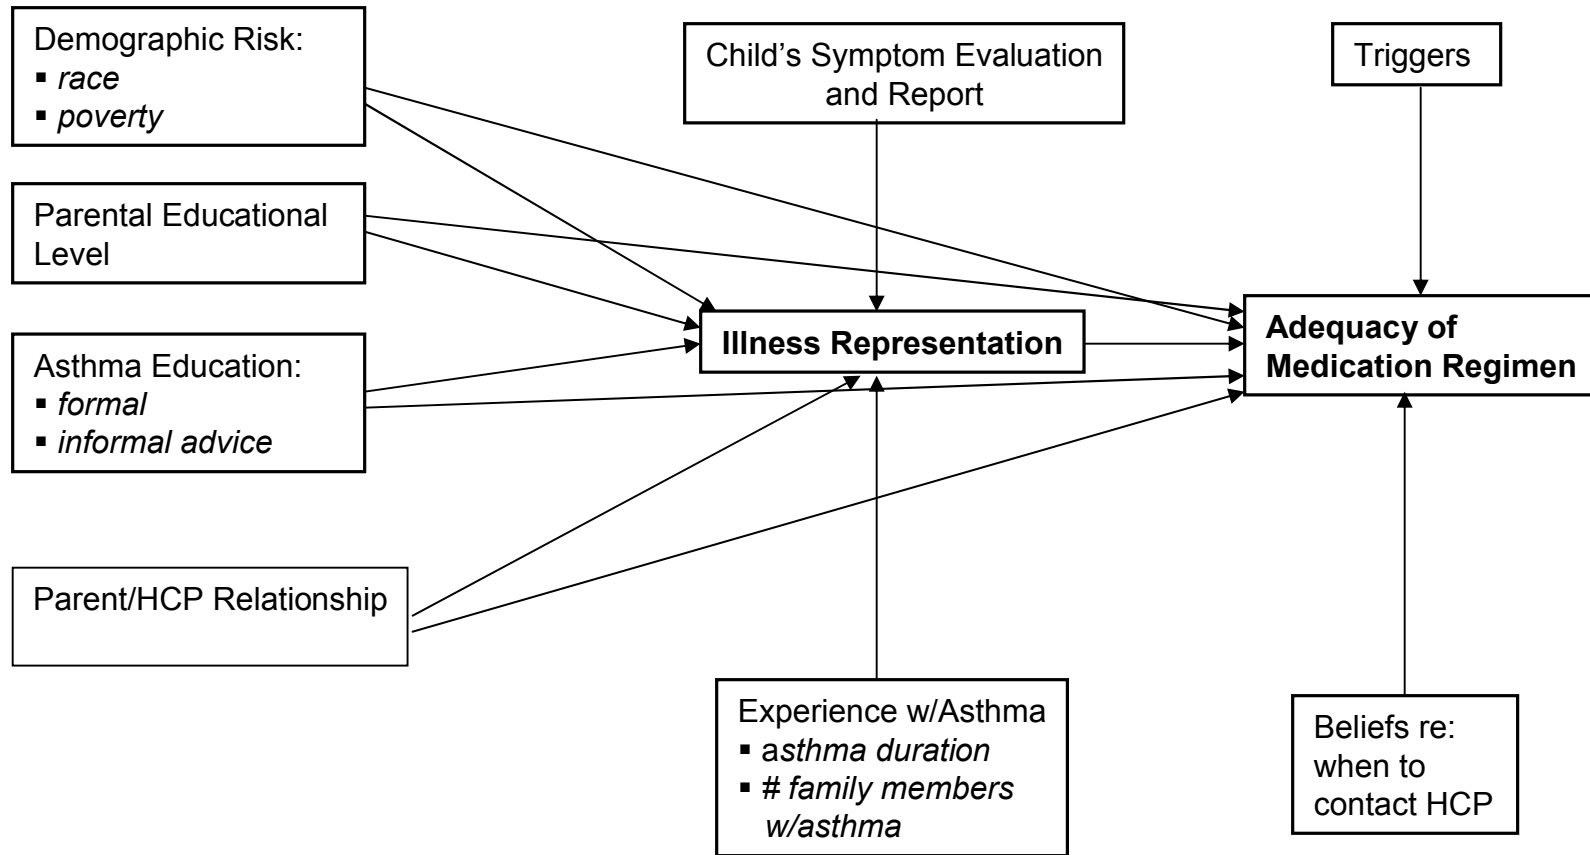 Demographic Risk:
▪ race
▪ poverty
Parental Educational
Level
Asthma Education:
▪ formal
▪ informal advice
Parent/HCP Relationship
Child’s Symptom Evaluation
and Report
Illness Representation
Experience w/Asthma
▪ asthma duration
▪ # family members
w/asthma
Triggers
Adequacy of
Medication Regimen
Beliefs re:
when to
contact HCP